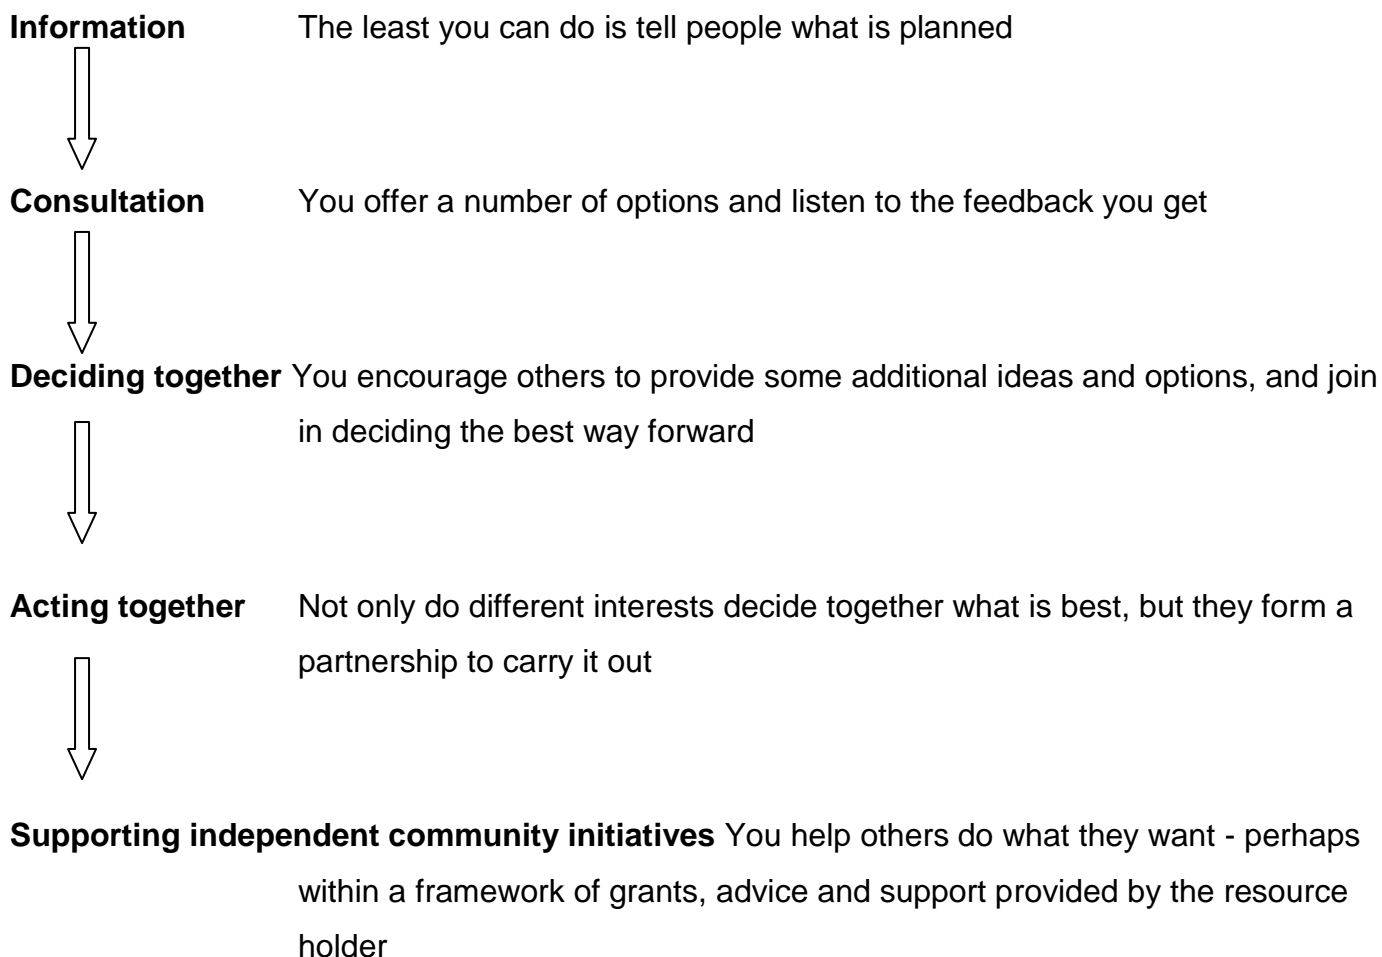 Information The least you can do is tell people what is planned
Consultation You offer a number of options and listen to the feedback you get
Deciding together You encourage others to provide some additional ideas and options, and join
in deciding the best way forward
Acting together Not only do different interests decide together what is best, but they form a
partnership to carry it out
Supporting independent community initiatives You help others do what they want - perhaps
within a framework of grants, advice and support provided by the resource
holder